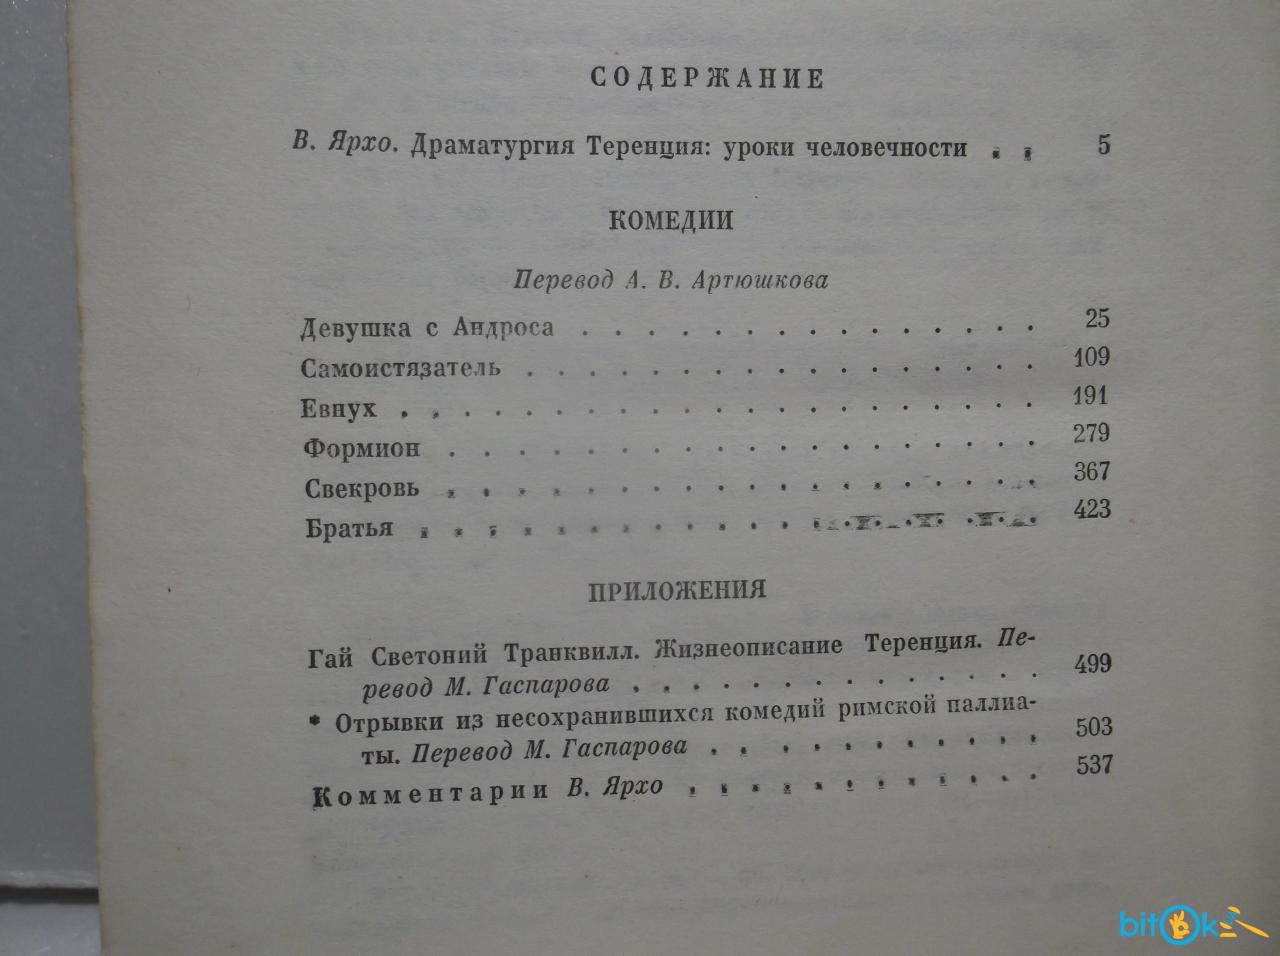 СОДЕРЖАНИЕ
В. Ярхо. Драматургия Теренция: уроки человечности . . 5
КОМЕДИИ
Перевод А. В. Артюшкова
Девушка с Андроса . . . . . . . . . . . . . . . 25
Самоистязатель . . . . . . . . . . . . . . . . . 109
Евнух . . . . . . . . . . . . . . . . . . . . 191
Формион . . . . . . . . . . . . . . . . . . 279
Свекровь . . . . . . . . . . . . . . . . . . 367
Братья . . . . . . . . . . . . . . . . . . . 423
ПРИЛОЖЕНИЯ
Гай Светоний Транквилл. Жизнеописание Теренция. Пе-
ревод М. Гаспарова . . . . . . . . . . . . . . 499
* Отрывки из несохранившихся комедий римской паллиа-
ты. Перевод М. Гаспарова . . . . . . . . . . . 503
Комментарии В. Ярхо . . . . . . . . . . . . 537
bitOk